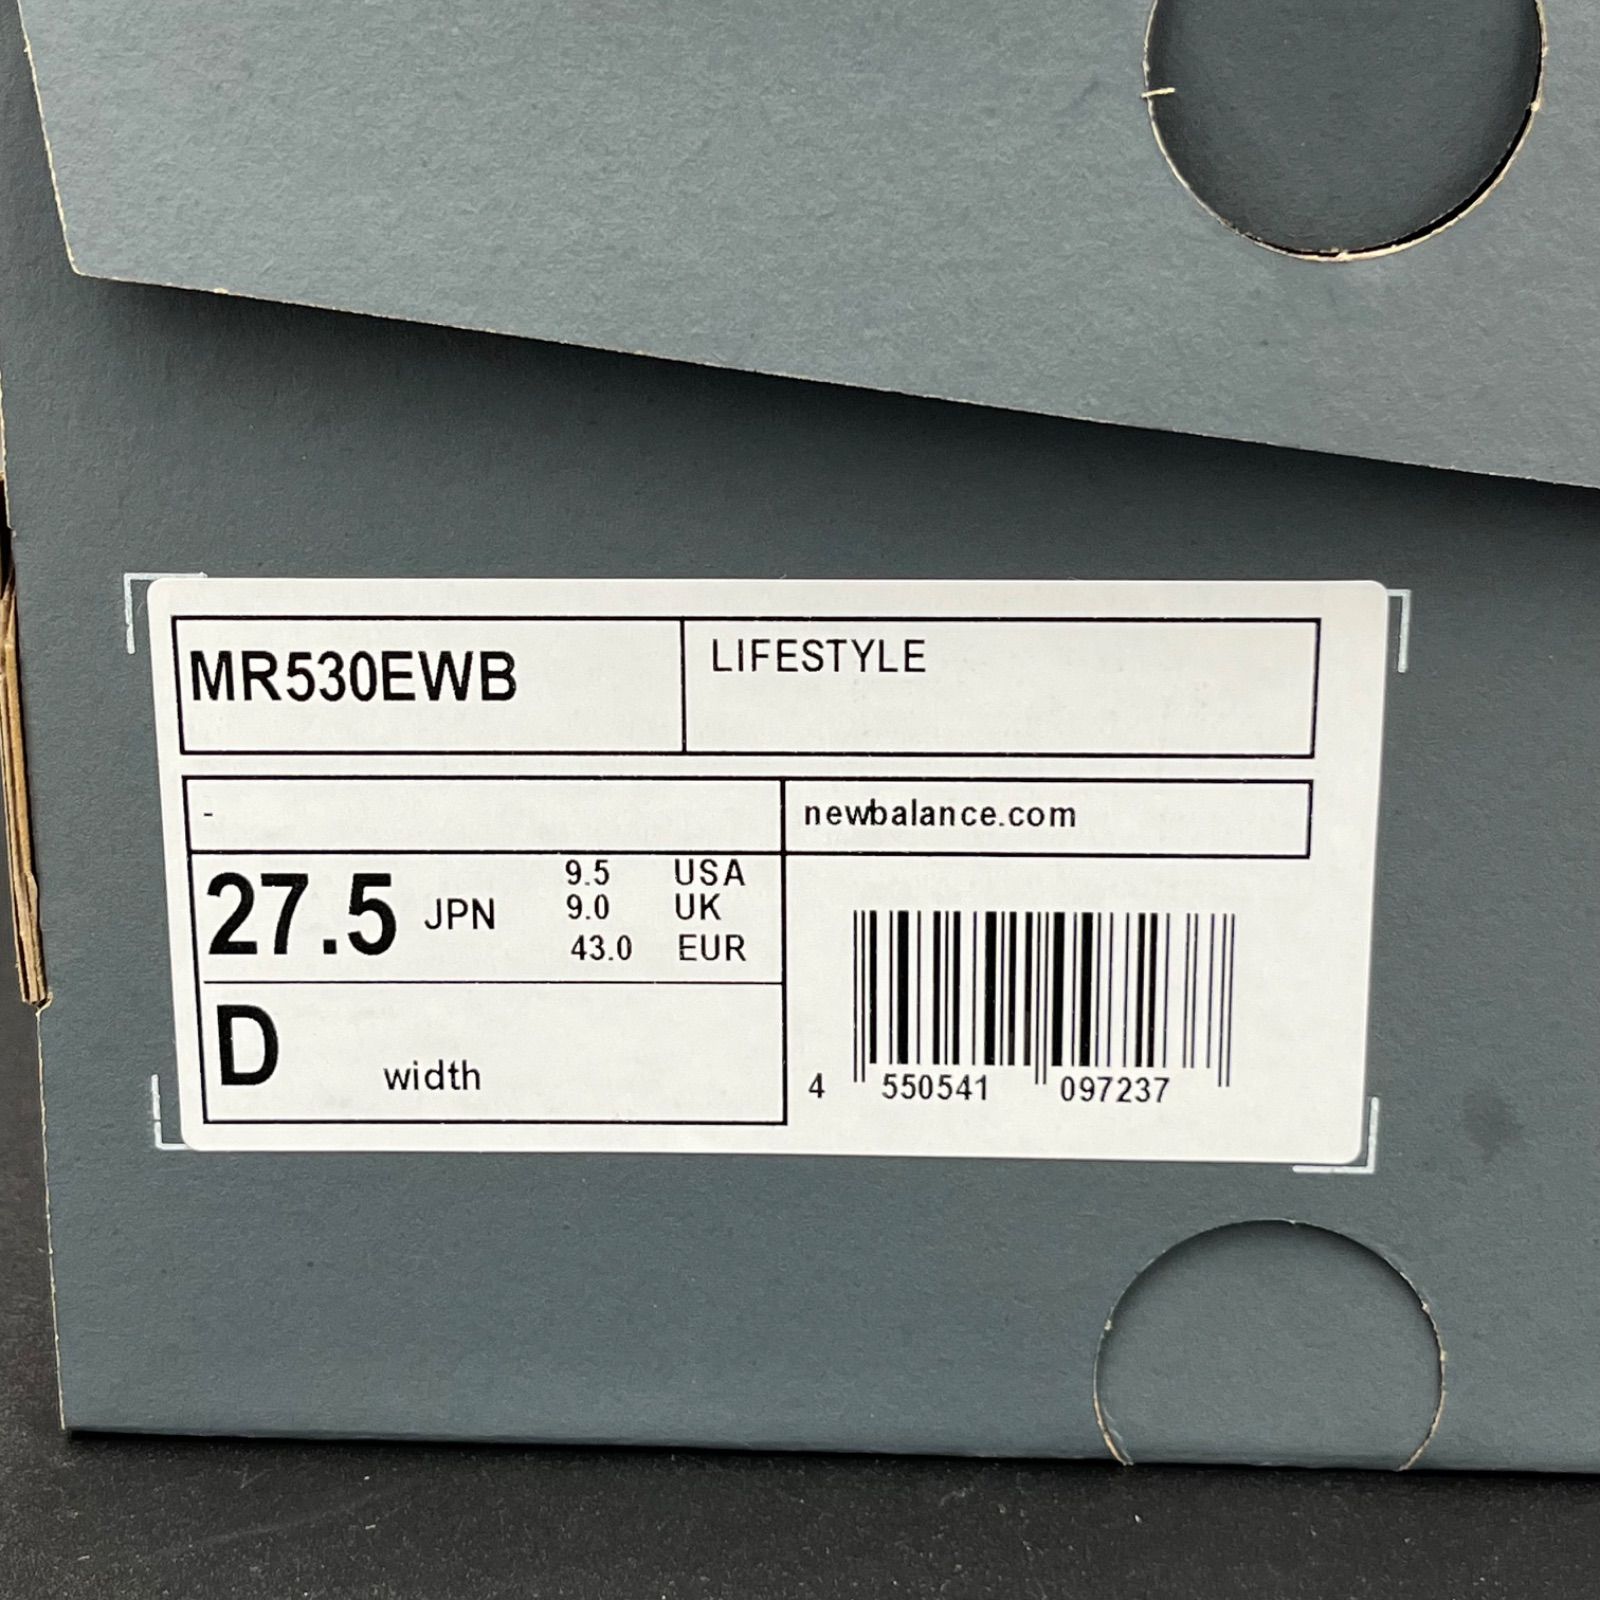 MR530EWB
LIFESTYLE
-
newbalance.com
27.5 JPN
9.5 USA
9.0 UK
43.0 EUR
D width
4 550541 097237